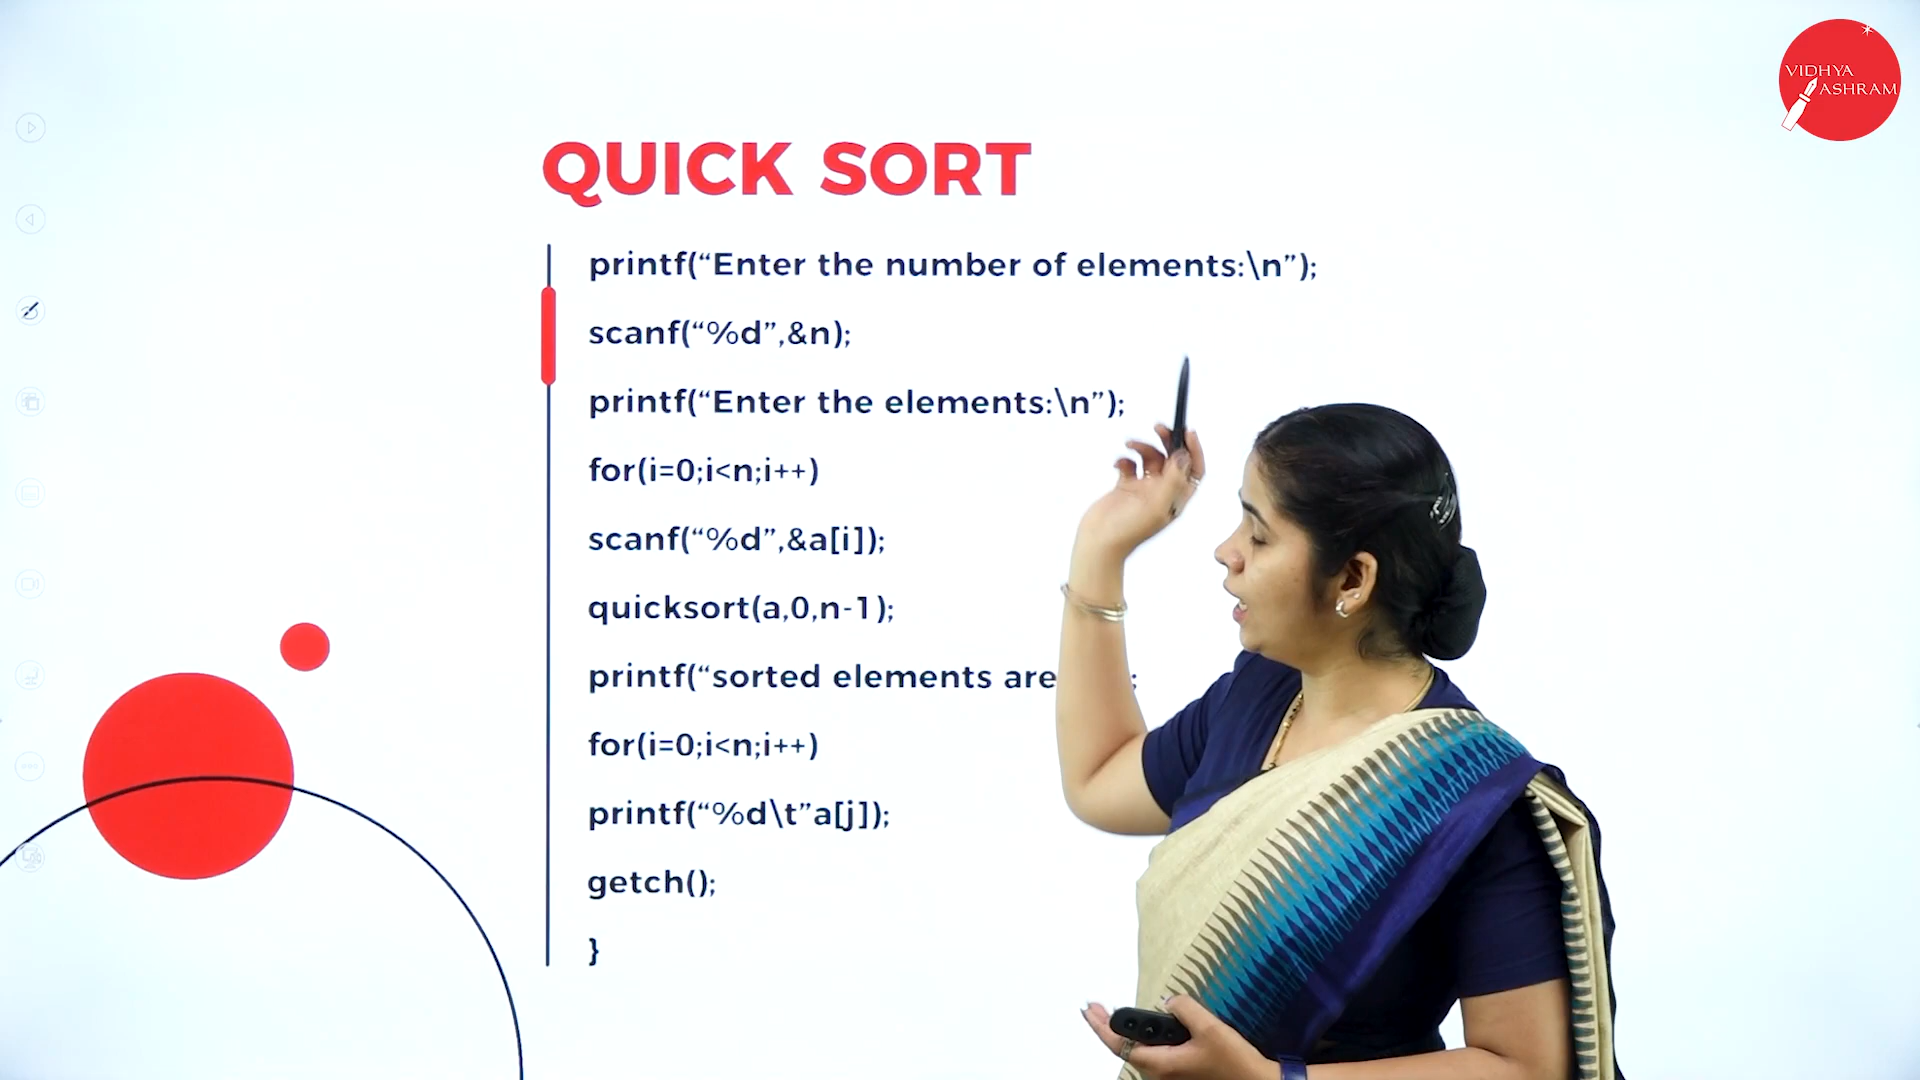 VIDHYA
ASHRAM
QUICK SORT
printf(“Enter the number of elements:\n”);
scanf(“%d”,&n);
printf(“Enter the elements:\n”);
for(i=0;i<n;i++)
scanf(“%d”,&a[i]);
quicksort(a,0,n-1);
printf(“sorted elements are ;
for(i=0;i<n;i++)
printf(“%d\t”a[j]);
getch();
}